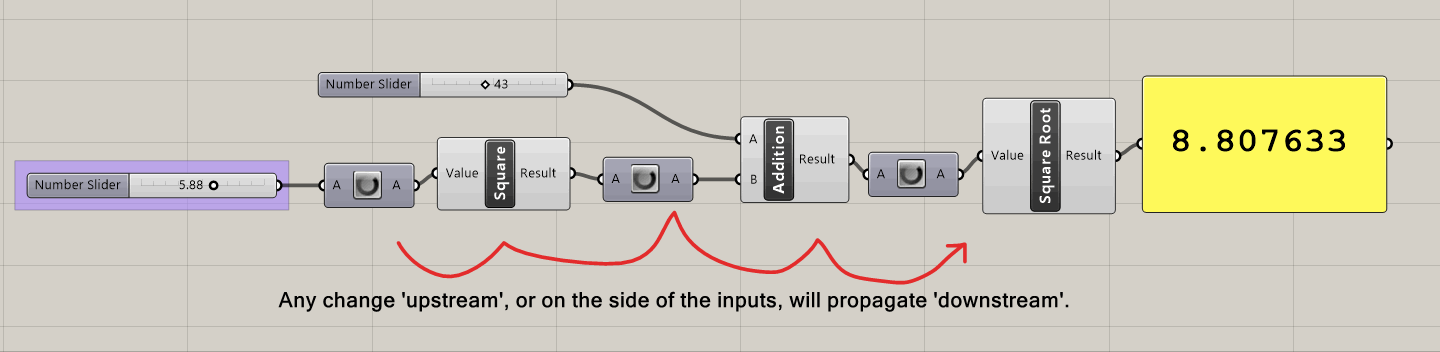 Number Slider 43
Number Slider 5.88
A A
Value Square Result
A A
A B Addition Result
A A
Value Square Root Result
8.807633
Any change 'upstream', or on the side of the inputs, will propagate 'downstream'.